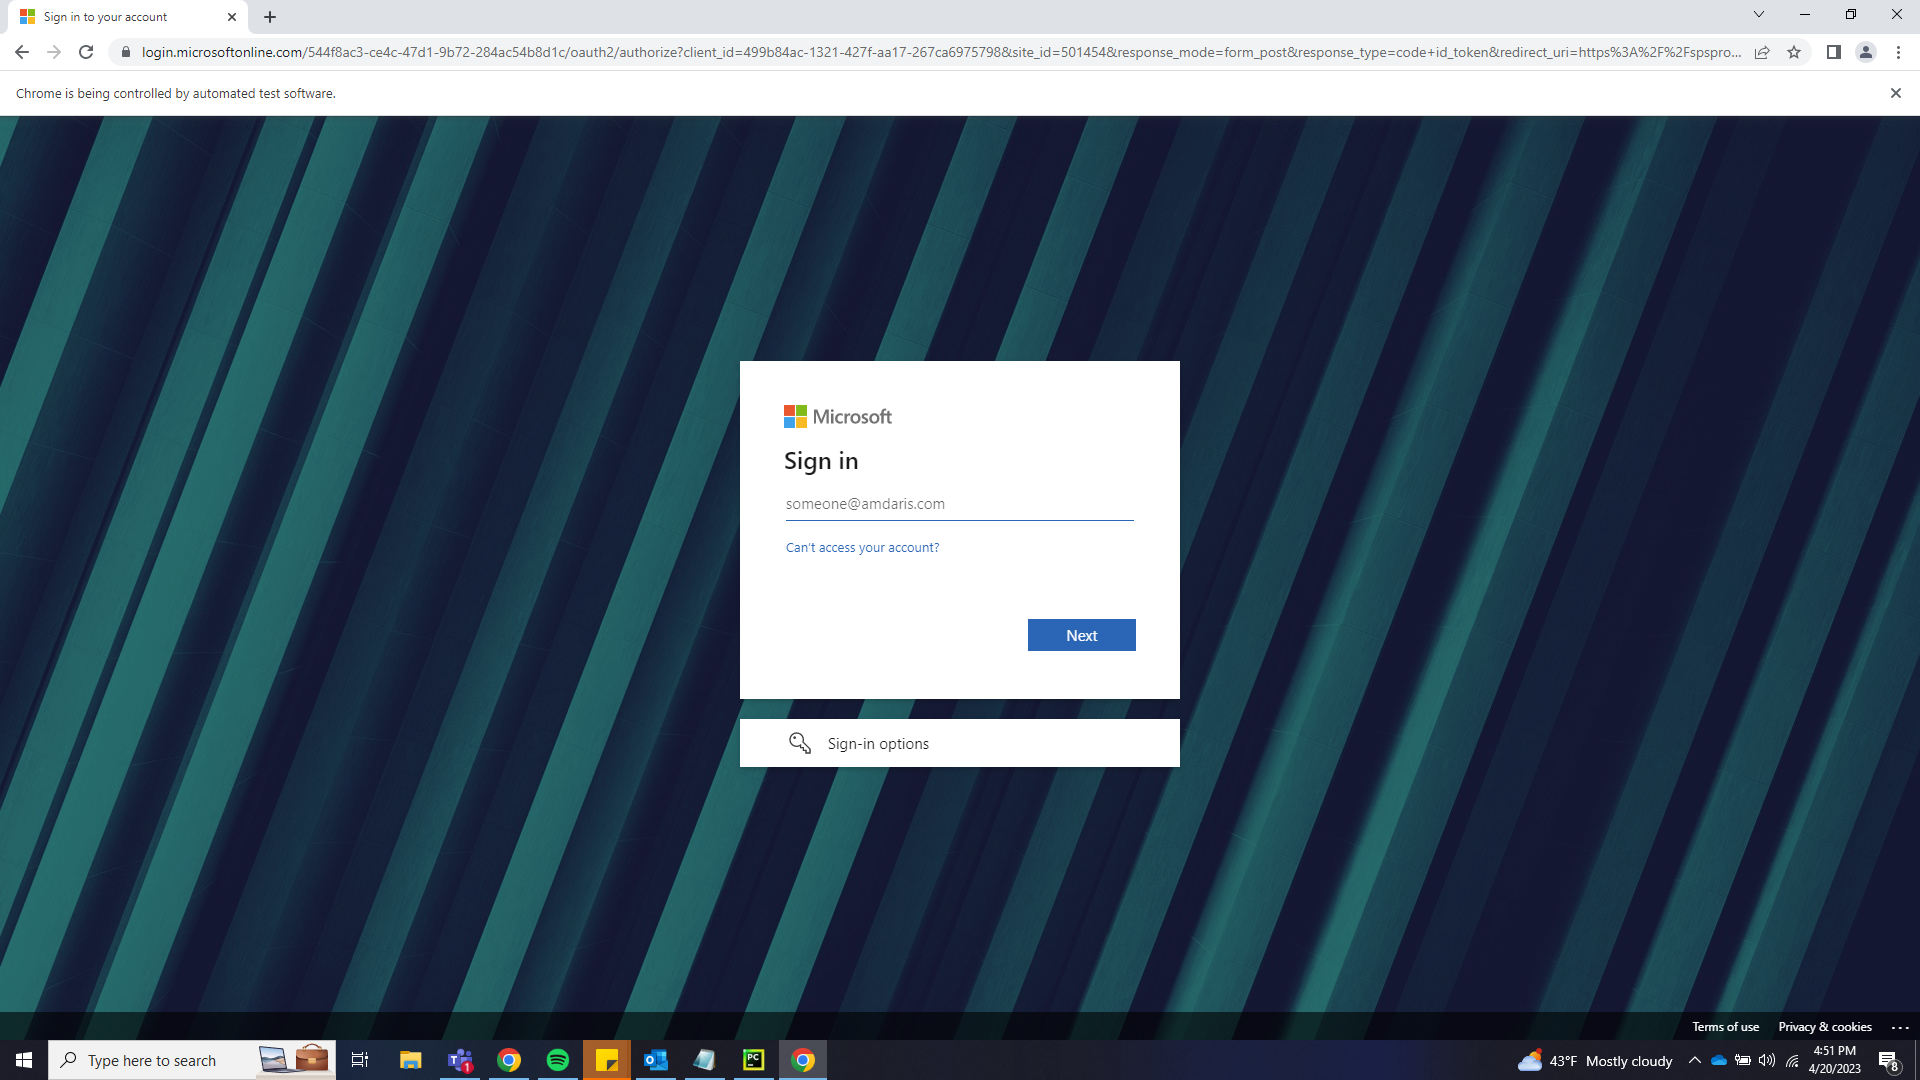 Sign in to your account
login.microsoftonline.com/544f8ac3-ce4c-47d1-9b72-284ac54b8d1c/oauth2/authorize?client_id=499b84ac-1321-427f-aa17-267ca6975798&site_id=501454&response_mode=form_post&response_type=code+id_token&redirect_uri=https%3A%2F%2Fspspro...
Chrome is being controlled by automated test software.
Microsoft
Sign in
someone@amdaris.com
Can't access your account?
Next
Sign-in options
Terms of use Privacy & cookies ...
Type here to search
1
PC
43°F Mostly cloudy
4:51 PM
4/20/2023
8